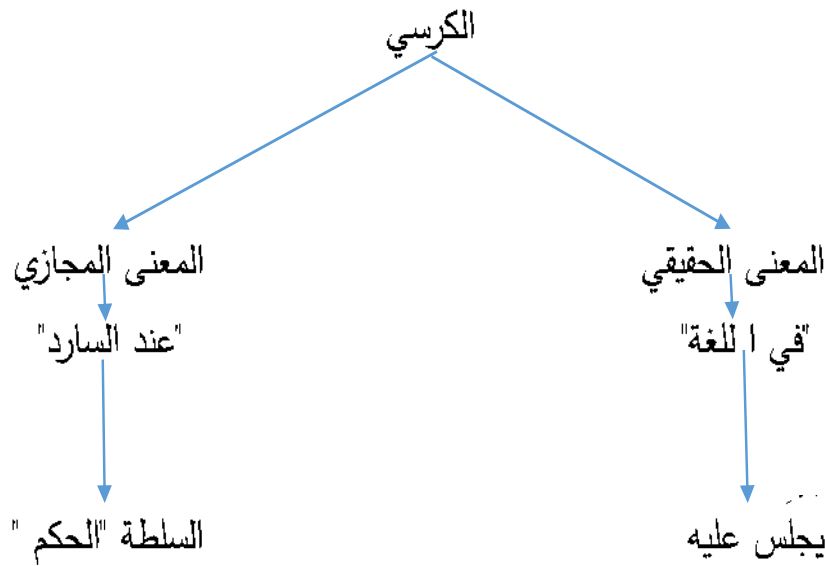 الكرسي
المعنى الحقيقي
المعنى المجازي
"في ا للغة"
"عند السارد"
يجلس عليه
السلطة "الحكم "